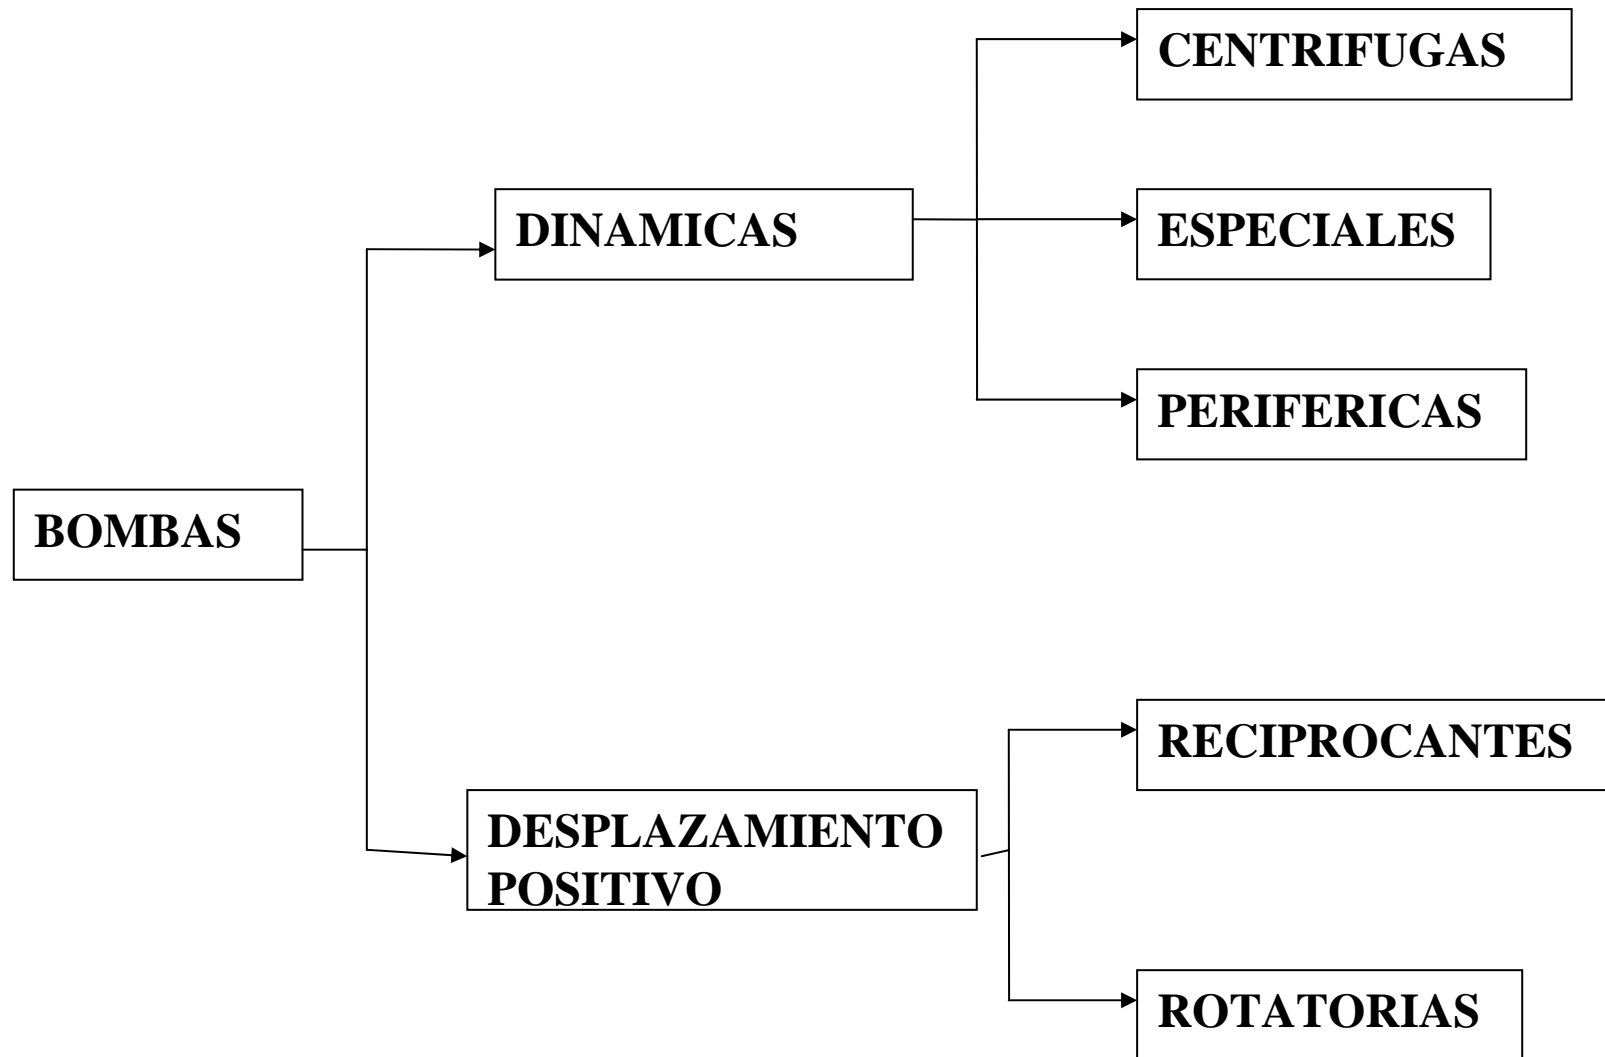 CENTRIFUGAS
DINAMICAS
ESPECIALES
PERIFERICAS
BOMBAS
RECIPROCANTES
DESPLAZAMIENTO
POSITIVO
ROTATORIAS